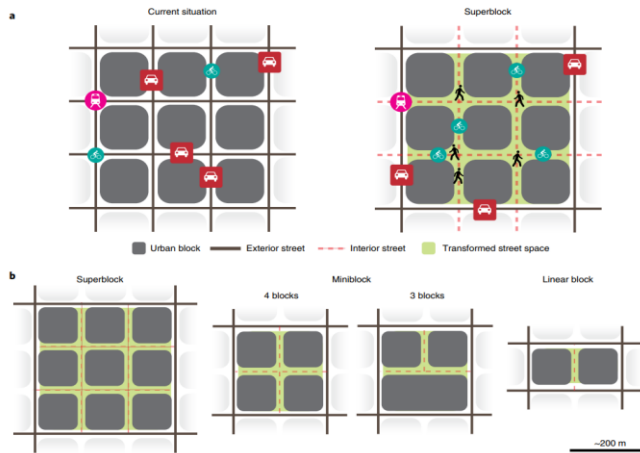 a
Current situation
Superblock
Urban block
Exterior street
Interior street
Transformed street space
b
Superblock
Miniblock
Linear block
4 blocks
3 blocks
~200 m